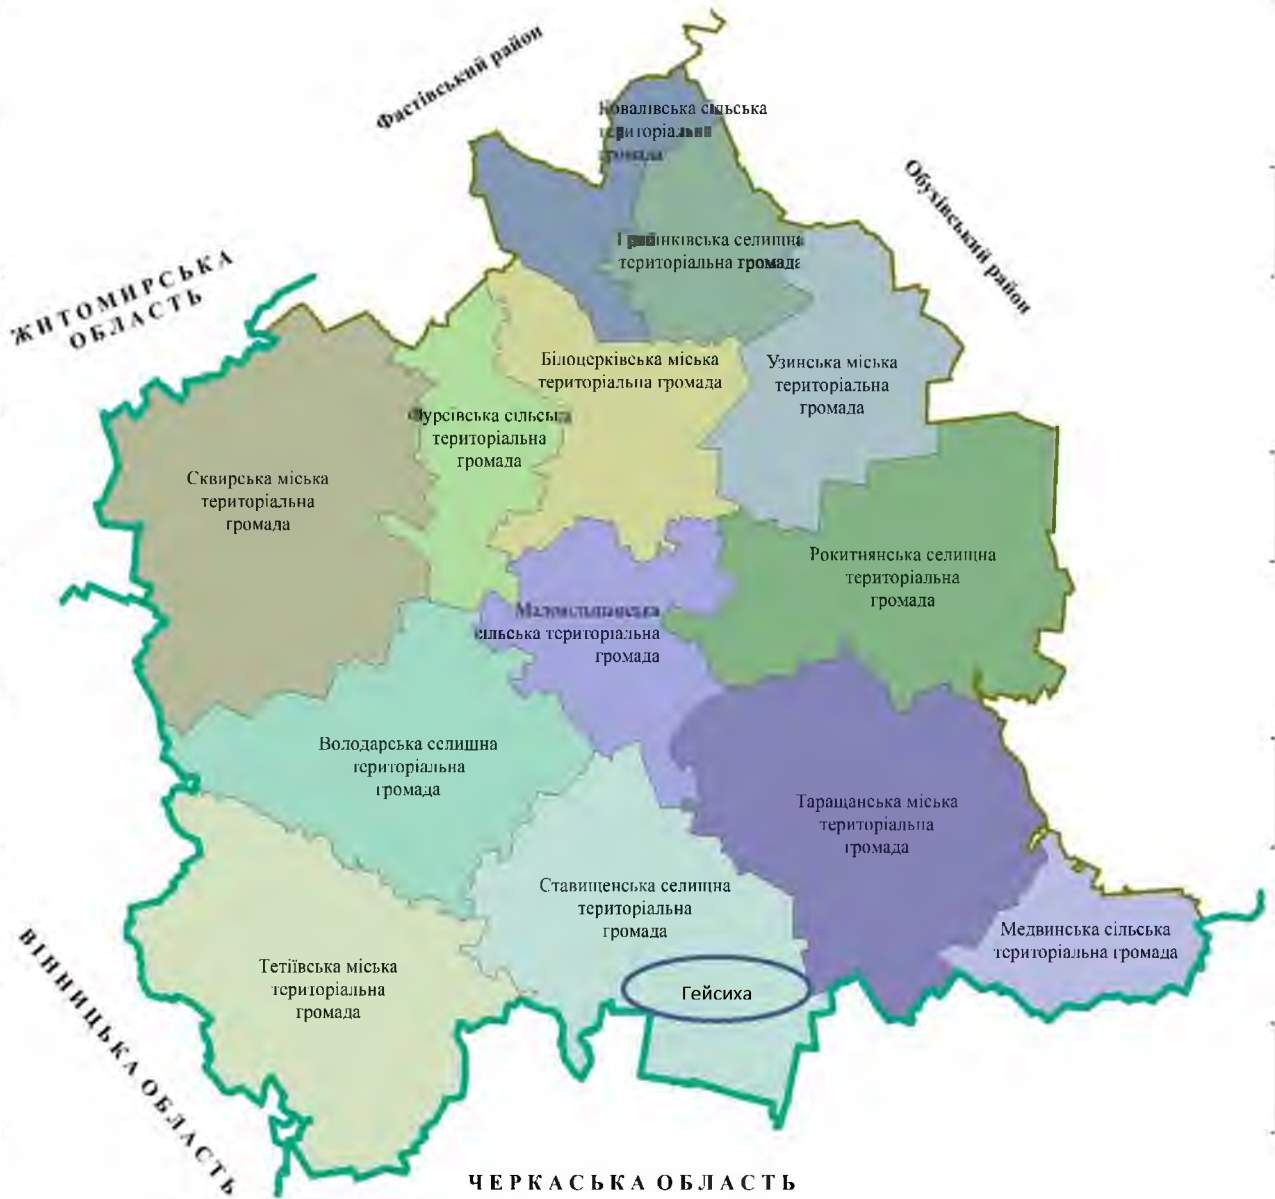 Фастівський район
Ковалівська сільська
територіальна
громада
Обухівський район
ЖИТОМИРСЬКА
ОБЛАСТЬ
селищна
територіальна громада
Білоцерківська міська
територіальна громада
Узинська міська
територіальна
громада
Фурсівська сільська
територіальна
громада
Сквирська міська
територіальна
громада
Рокитнянська селищна
територіальна
громада
сільська територіальна
громада
Володарська селищна
територіальна
громада
Таращанська міська
територіальна
громада
Ставищенська селищна
територіальна
громада
Медвинська сільська
територіальна громада
Тетіївська міська
територіальна
громада
Гейсиха
ВІННИЦЬКА ОБЛАСТЬ
ЧЕРКАСЬКА ОБЛАСТЬ